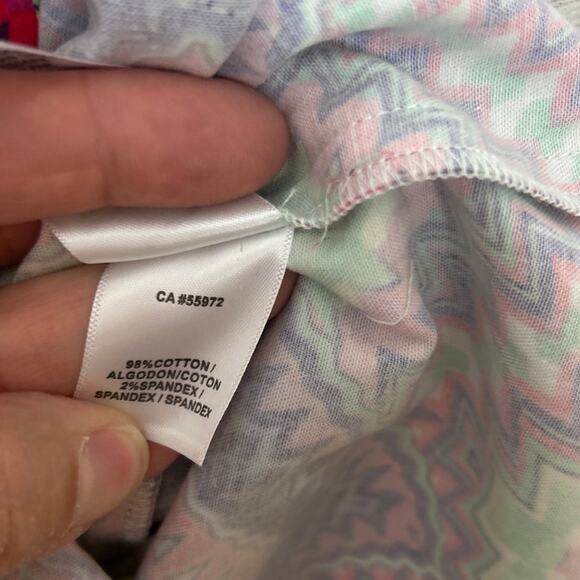 CA #55972
98%COTTON/
ALGODON/COTON
2%SPANDEX/
SPANDEX / SPANDEX